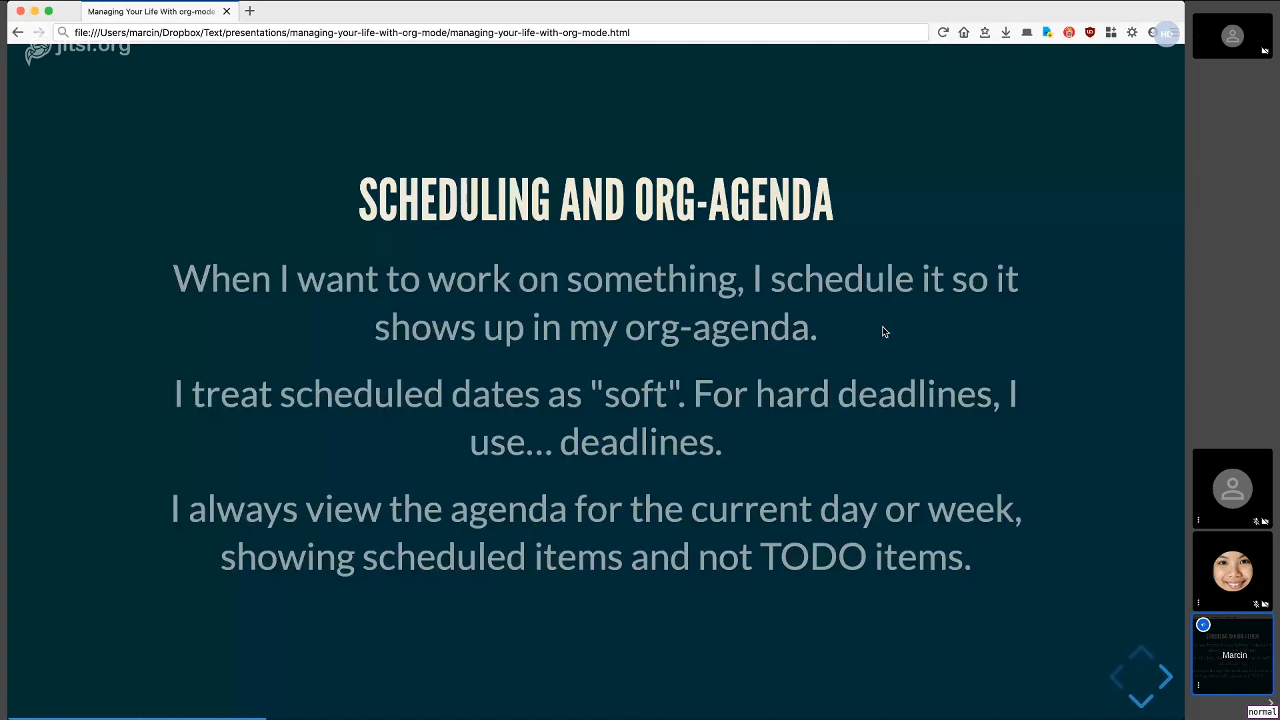 Managing Your Life With org-mode
file:///Users/marcin/Dropbox/Text/presentations/managing-your-life-with-org-mode/managing-your-life-with-org-mode.html
HD
jitsi.org
SCHEDULING AND ORG-AGENDA
When I want to work on something, I schedule it so it
shows up in my org-agenda.
I treat scheduled dates as "soft". For hard deadlines, I
use... deadlines.
I always view the agenda for the current day or week,
showing scheduled items and not TODO items.
Marcin
normal